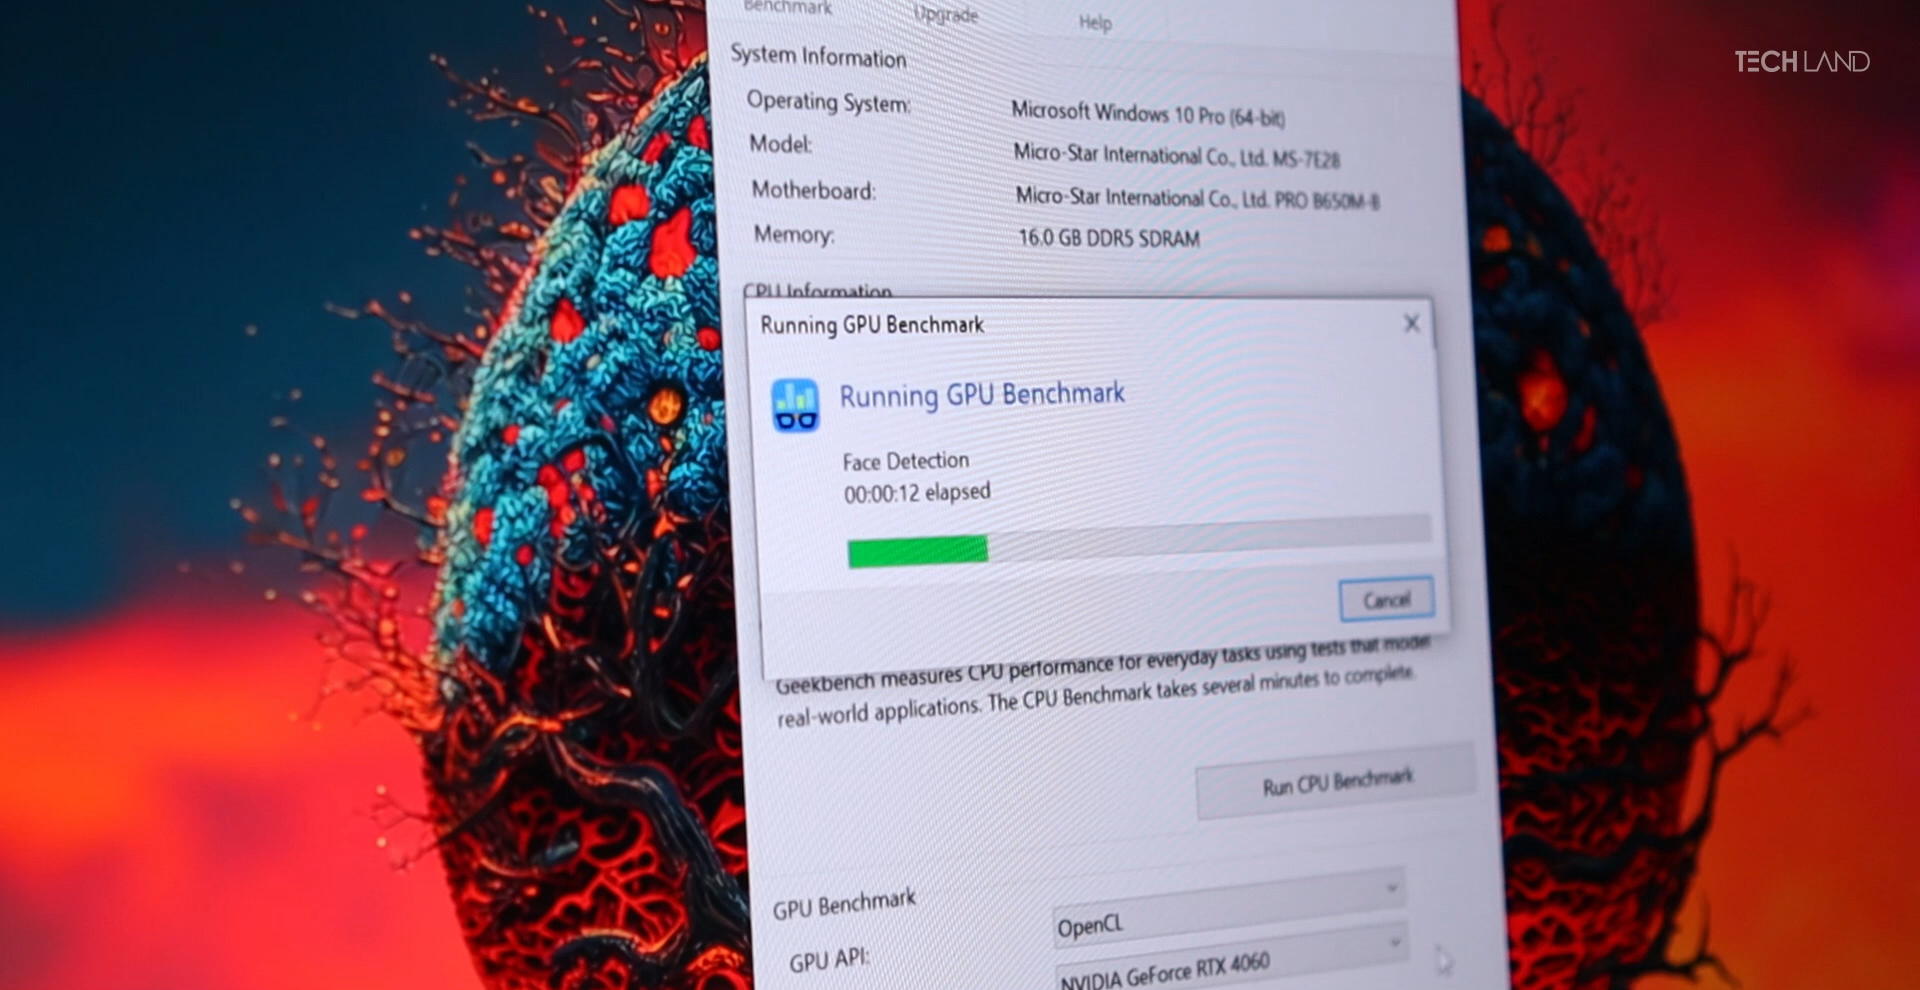 Benchmark Upgrade Help
TECHLAND
System Information
Operating System: Microsoft Windows 10 Pro (64-bit)
Model: Micro-Star International Co., Ltd. MS-7E28
Motherboard: Micro-Star International Co., Ltd. PRO B650M-B
Memory: 16.0 GB DDR5 SDRAM
CPU Information
Running GPU Benchmark
Running GPU Benchmark
Face Detection
00:00:12 elapsed
Cancel
Geekbench measures CPU performance for everyday tasks using tests that model
real-world applications. The CPU Benchmark takes several minutes to complete.
Run CPU Benchmark
GPU Benchmark
OpenCL
GPU API:
NVIDIA GeForce RTX 4060